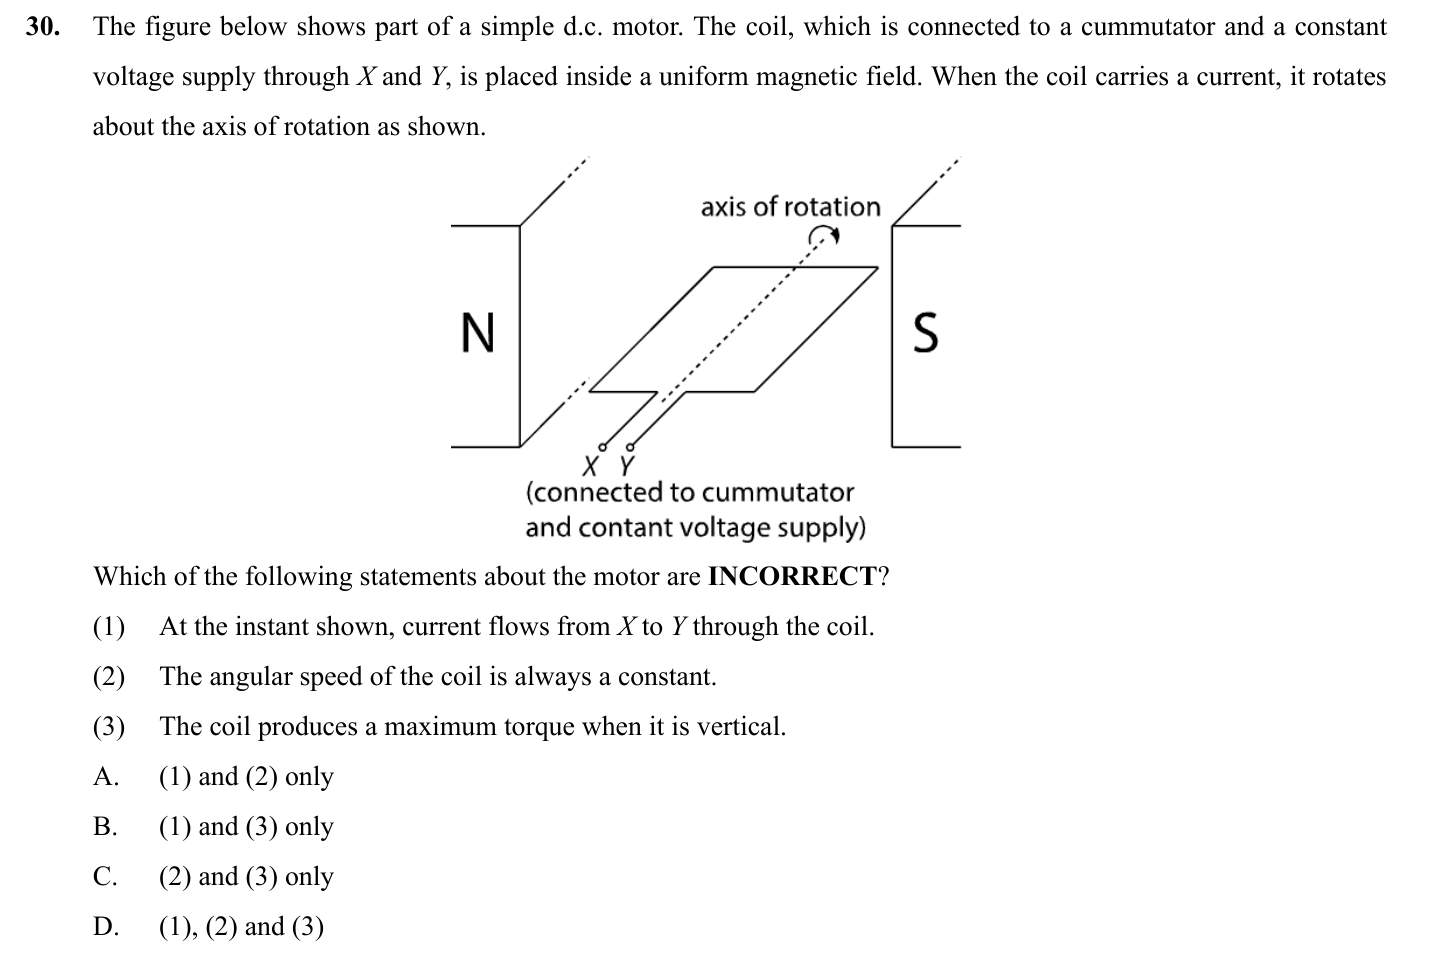 30. The figure below shows part of a simple d.c. motor. The coil, which is connected to a cummutator and a constant
voltage supply through X and Y, is placed inside a uniform magnetic field. When the coil carries a current, it rotates
about the axis of rotation as shown.
axis of rotation
N
S
X Y
(connected to cummutator
and contant voltage supply)
Which of the following statements about the motor are INCORRECT?
(1) At the instant shown, current flows from X to Y through the coil.
(2) The angular speed of the coil is always a constant.
(3) The coil produces a maximum torque when it is vertical.
A. (1) and (2) only
B. (1) and (3) only
C. (2) and (3) only
D. (1), (2) and (3)